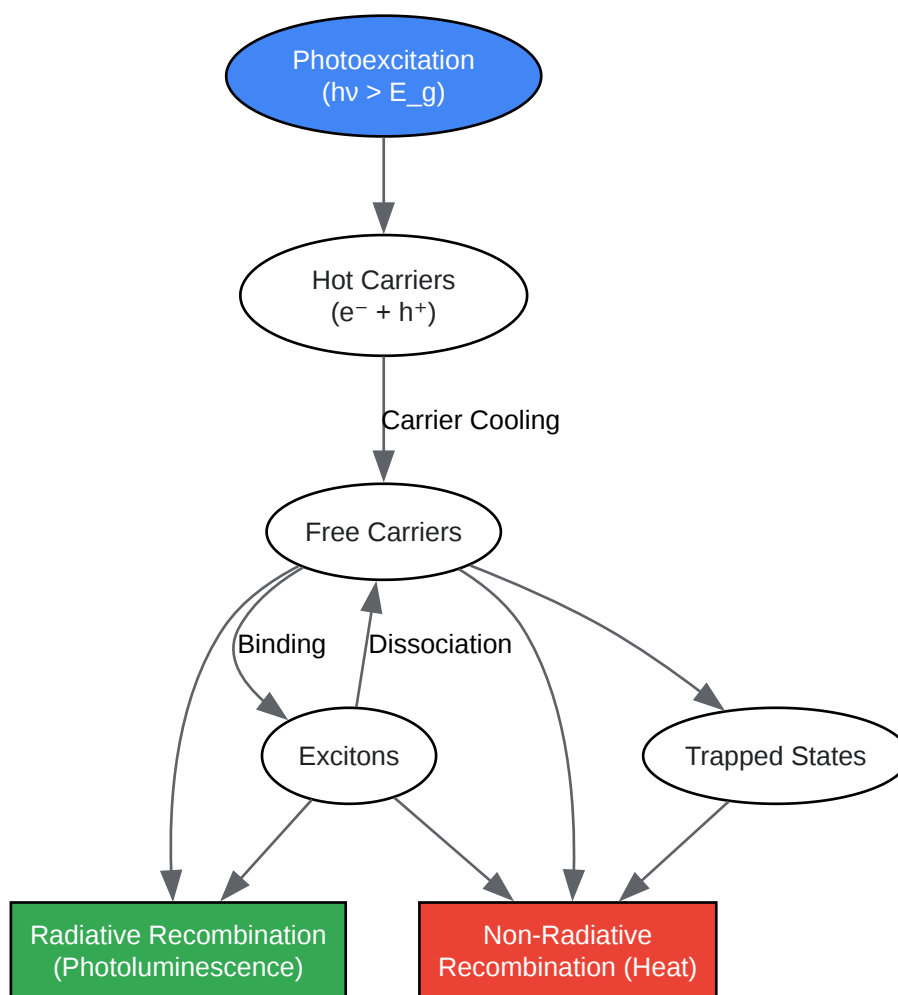 Photoexcitation
(hν > E_g)
Hot Carriers
(e⁻ + h⁺)
Carrier Cooling
Free Carriers
Binding
Dissociation
Excitons
Trapped States
Radiative Recombination
(Photoluminescence)
Non-Radiative
Recombination (Heat)